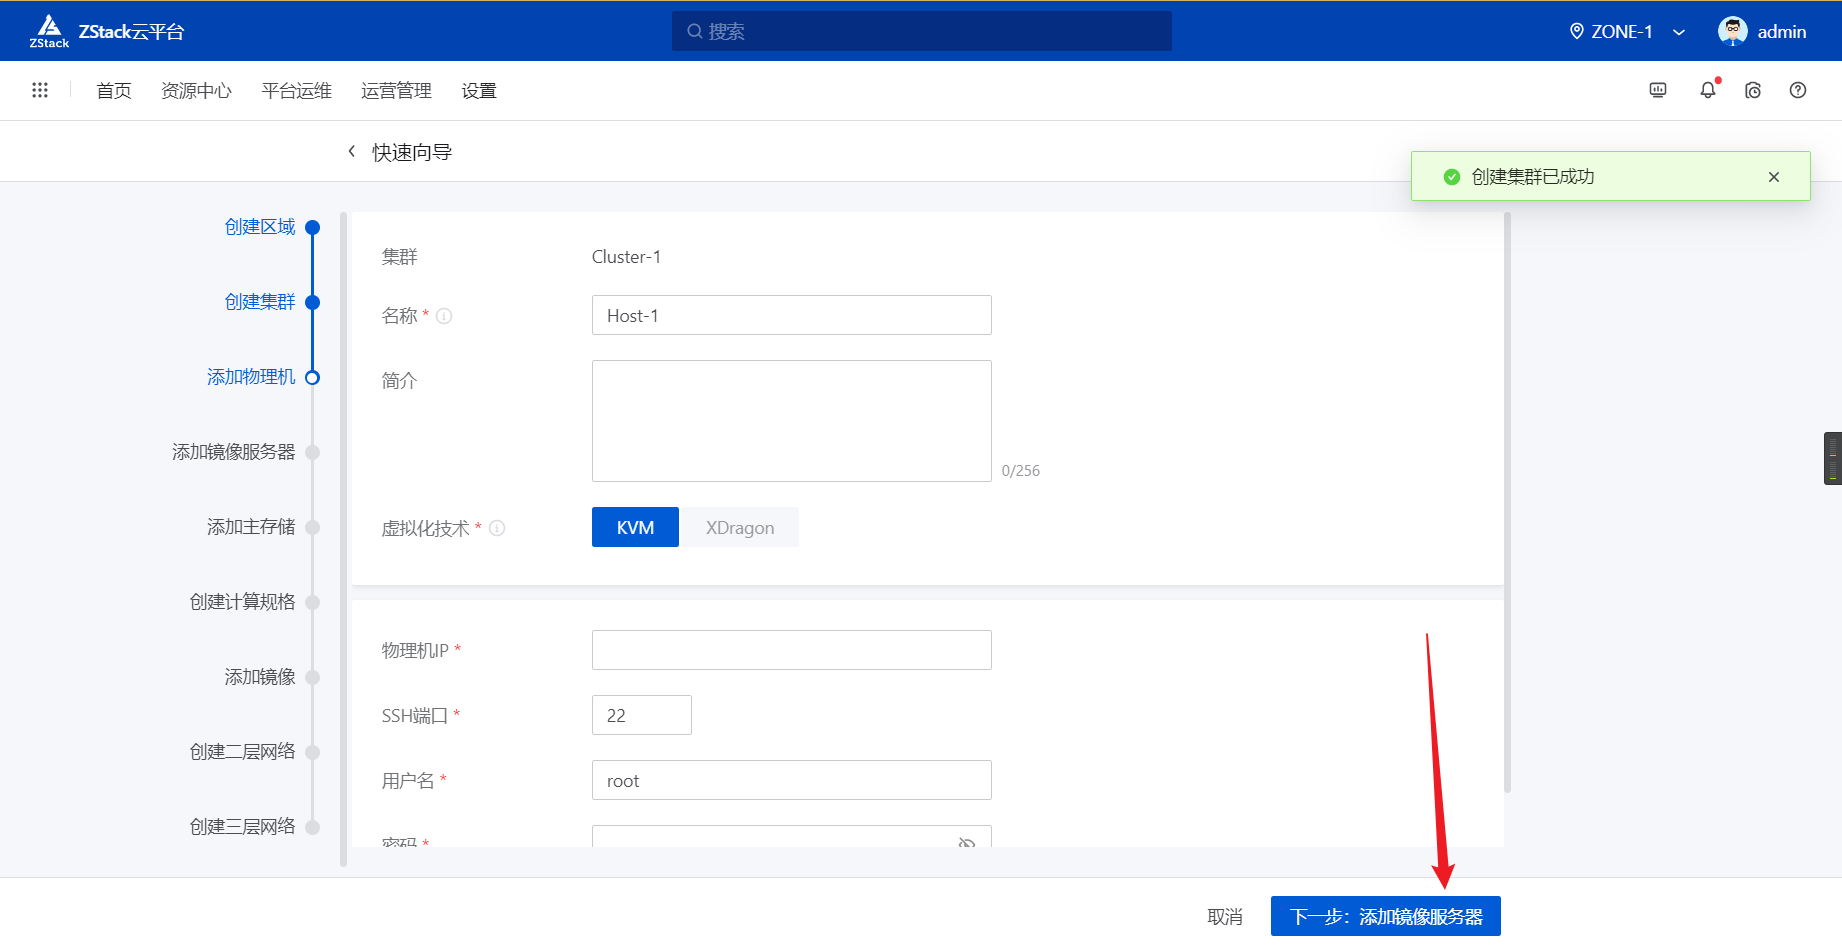 ZStack
ZStack云平台
搜索
ZONE-1
admin
首页 资源中心 平台运维 运营管理 设置
快速向导
创建集群已成功
创建区域
创建集群
添加物理机
添加镜像服务器
添加主存储
创建计算规格
添加镜像
创建二层网络
创建三层网络
集群 Cluster-1
名称 * Host-1
简介
0/256
虚拟化技术 * KVM XDragon
物理机IP *
SSH端口 * 22
用户名 * root
密码 *
取消 下一步：添加镜像服务器